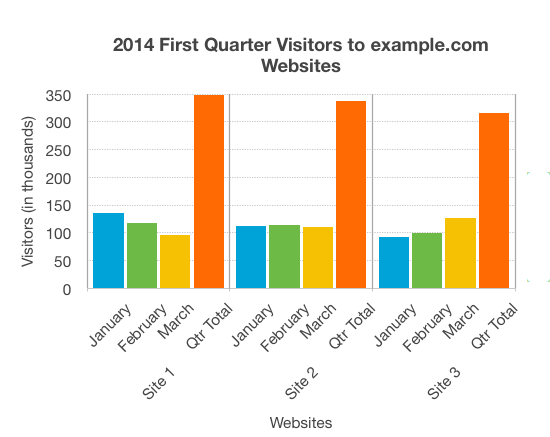 2014 First Quarter Visitors to example.com
Websites
Visitors (in thousands)
350
300
250
200
150
100
50
0
January
February
March
Qtr Total
January
February
March
Qtr Total
January
February
March
Qtr Total
Site 1
Site 2
Site 3
Websites